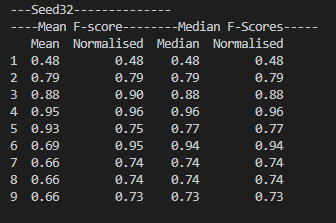 ---Seed32--------------
----Mean F-score--------Median F-Scores-----
Mean Normalised Median Normalised
1 0.48 0.48 0.48 0.48
2 0.79 0.79 0.79 0.79
3 0.88 0.90 0.88 0.88
4 0.95 0.96 0.96 0.96
5 0.93 0.75 0.77 0.77
6 0.69 0.95 0.94 0.94
7 0.66 0.74 0.74 0.74
8 0.66 0.74 0.74 0.74
9 0.66 0.73 0.73 0.73